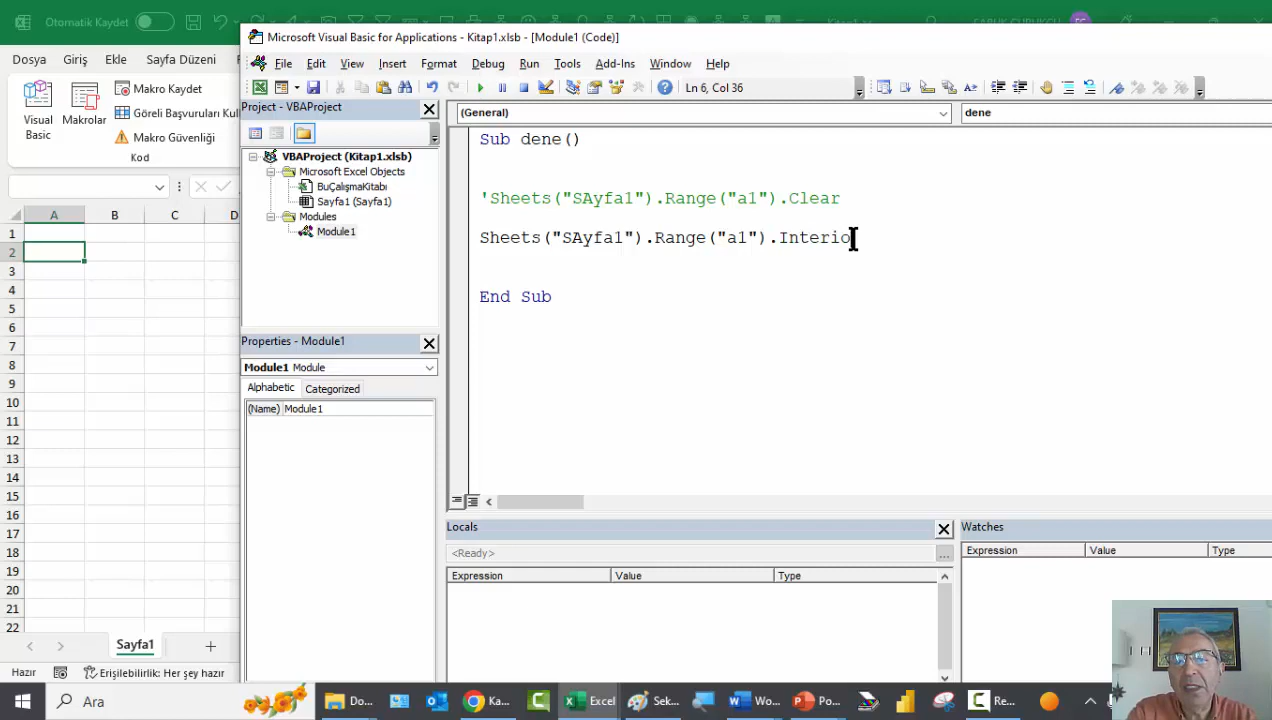 Otomatik Kaydet
Dosya Giriş Ekle Sayfa Düzeni
Visual Basic
Makrolar
Makro Kaydet
Göreli Başvuruları Kul
Makro Güvenliği
Kod
A B C D
1
2
3
4
5
6
7
8
9
10
11
12
13
14
15
16
17
18
19
20
21
22
Sayfa1
Hazır
Erişilebilirlik: Her şey hazır
Microsoft Visual Basic for Applications - Kitap1.xlsb - [Module1 (Code)]
File Edit View Insert Format Debug Run Tools Add-Ins Window Help
Ln 6, Col 36
Project - VBAProject
VBAProject (Kitap1.xlsb)
Microsoft Excel Objects
BuÇalışmaKitabı
Sayfa1 (Sayfa1)
Modules
Module1
Properties - Module1
Module1 Module
Alphabetic Categorized
(Name) Module1
(General) dene
Sub dene()
'Sheets("SAyfa1").Range("a1").Clear
Sheets("SAyfa1").Range("a1").Interio
End Sub
Locals
<Ready>
Expression Value Type
Watches
Expression Value Type
Ara
Do... Ka... Excel Sek... Wo... Po... Re...